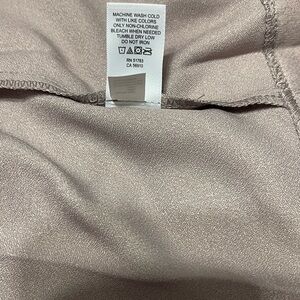 MACHINE WASH COLD
WITH LIKE COLORS
ONLY NON-CHLORINE
BLEACH WHEN NEEDED
TUMBLE DRY LOW
DO NOT IRON
RN 51783
CA 56910